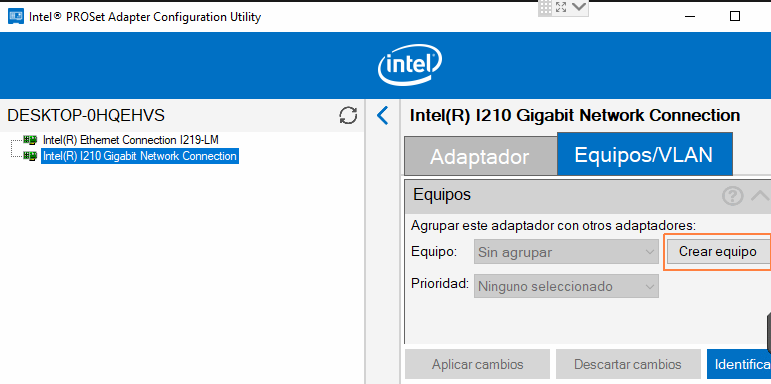 Intel® PROSet Adapter Configuration Utility
intel
DESKTOP-0HQEHVS
Intel(R) Ethernet Connection I219-LM
Intel(R) I210 Gigabit Network Connection
Intel(R) I210 Gigabit Network Connection
Adaptador
Equipos/VLAN
Equipos
?
Agrupar este adaptador con otros adaptadores:
Equipo:
Sin agrupar
Crear equipo
Prioridad:
Ninguno seleccionado
Aplicar cambios
Descartar cambios
Identifica